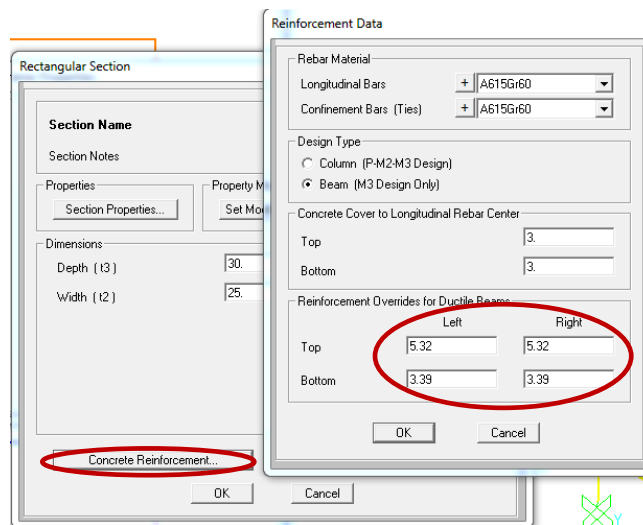 Rectangular Section
Section Name
Section Notes
Properties
Section Properties...
Property M
Set Mod
Dimensions
Depth ( t3 )
30.
Width ( t2 )
25.
Concrete Reinforcement...
OK
Cancel
Reinforcement Data
Rebar Material
Longitudinal Bars
+
A615Gr60
Confinement Bars (Ties)
+
A615Gr60
Design Type
Column (P-M2-M3 Design)
Beam (M3 Design Only)
Concrete Cover to Longitudinal Rebar Center
Top
3.
Bottom
3.
Reinforcement Overrides for Ductile Beams
Left
Right
Top
5.32
5.32
Bottom
3.39
3.39
OK
Cancel
Y